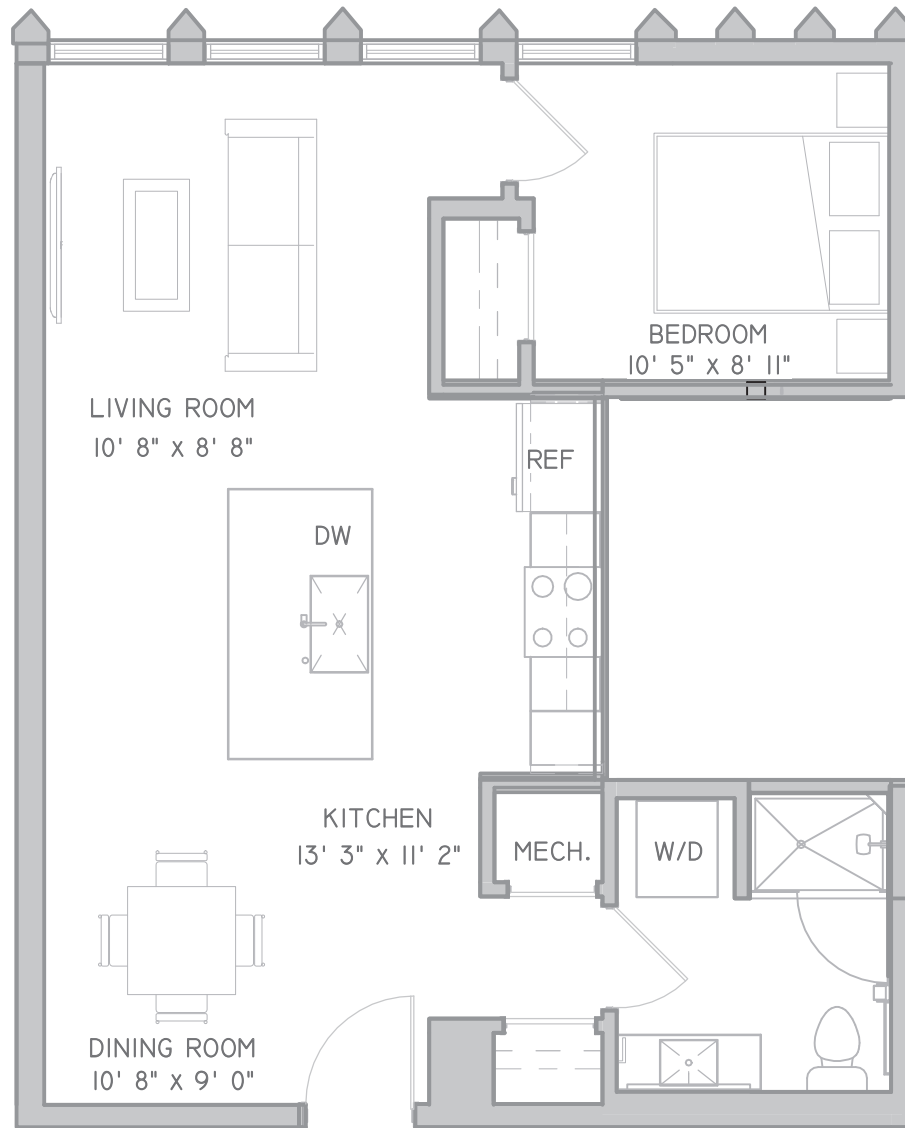 BEDROOM
10' 5" X 8' 11"
LIVING ROOM
10' 8" X 8' 8"
REF
DW
KITCHEN
13' 3" X 11' 2"
MECH.
W/D
DINING ROOM
10' 8" X 9' 0"